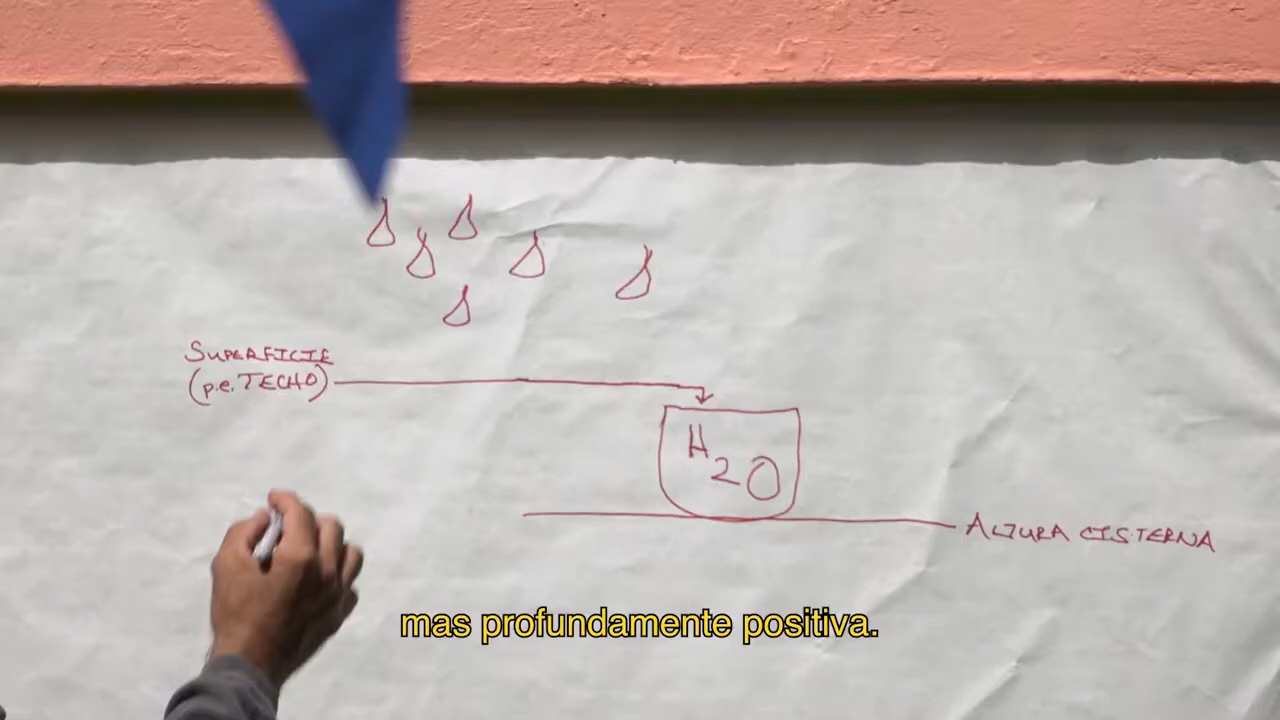 SUPERFICIE
(p.e. TECHO)
H2O
ALTURA CISTERNA
mas profundamente positiva.